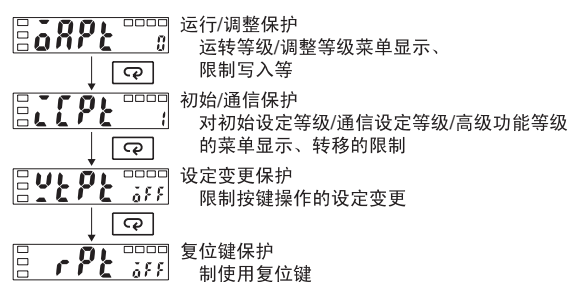 oAPt 0 运行/调整保护
运转等级/调整等级菜单显示、
限制写入等
iCPt 1 初始/通信保护
对初始设定等级/通信设定等级/高级功能等级
的菜单显示、转移的限制
WtPt oFF 设定变更保护
限制按键操作的设定变更
rPt oFF 复位键保护
制使用复位键